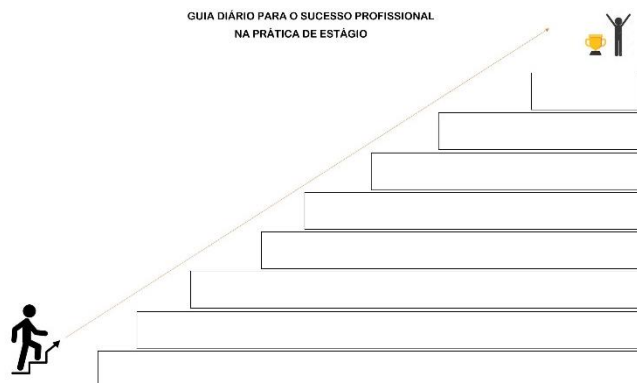 GUIA DIÁRIO PARA O SUCESSO PROFISSIONAL
NA PRÁTICA DE ESTÁGIO